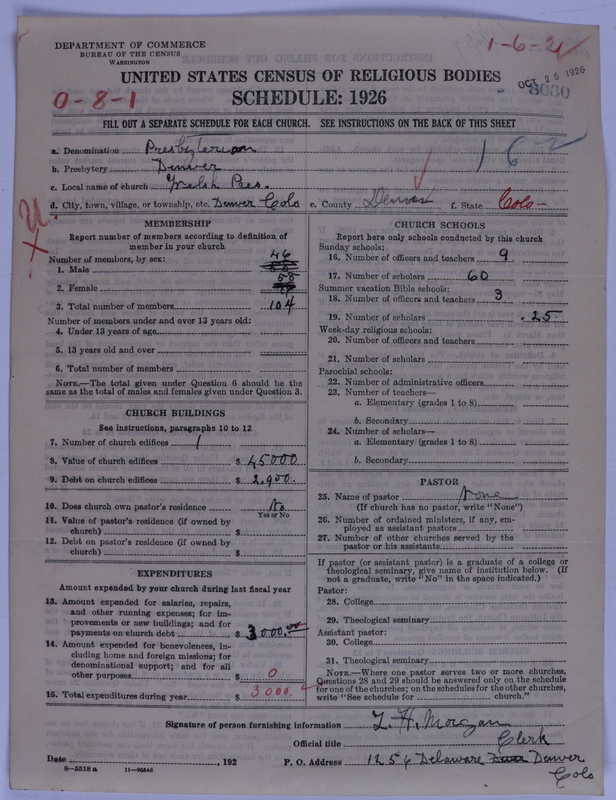 DEPARTMENT OF COMMERCE
BUREAU OF THE CENSUS
WASHINGTON
1-6-2
OCT 26 1926
UNITED STATES CENSUS OF RELIGIOUS BODIES
0-8-1
SCHEDULE: 1926
FILL OUT A SEPARATE SCHEDULE FOR EACH CHURCH. SEE INSTRUCTIONS ON THE BACK OF THIS SHEET
a. Denomination Presbyterian
b. Presbytery Denver
162
c. Local name of church Welsh Pres.
d. City, town, village, or township, etc. Denver Colo e. County Denver f. State Colo-
MEMBERSHIP
Report number of members according to definition of
member in your church
Number of members, by sex:
1. Male 46
2. Female 58
3. Total number of members 104
Number of members under and over 13 years old:
4. Under 13 years of age
5. 13 years old and over
6. Total number of members
NOTE.—The total given under Question 6 should be the
same as the total of males and females given under Question 3.
CHURCH BUILDINGS
See instructions, paragraphs 10 to 12
7. Number of church edifices 1
8. Value of church edifices $ 45000
9. Debt on church edifices $ 2,900.
10. Does church own pastor's residence No
Yes or No
11. Value of pastor's residence (if owned by
church) $
12. Debt on pastor's residence (if owned by
church) $
EXPENDITURES
Amount expended by your church during last fiscal year
13. Amount expended for salaries, repairs,
and other running expenses; for im-
provements or new buildings; and for
payments on church debt $ 3000.00
14. Amount expended for benevolences, in-
cluding home and foreign missions; for
denominational support; and for all
other purposes $ 0
15. Total expenditures during year $ 3000.
CHURCH SCHOOLS
Report here only schools conducted by this church
Sunday schools:
16. Number of officers and teachers 9
17. Number of scholars 60
Summer vacation Bible schools:
18. Number of officers and teachers 3
19. Number of scholars 25
Week-day religious schools:
20. Number of officers and teachers
21. Number of scholars
Parochial schools:
22. Number of administrative officers
23. Number of teachers—
a. Elementary (grades 1 to 8)
b. Secondary
24. Number of scholars—
a. Elementary (grades 1 to 8)
b. Secondary
PASTOR
25. Name of pastor None
(If church has no pastor, write "None")
26. Number of ordained ministers, if any, em-
ployed as assistant pastors
27. Number of other churches served by the
pastor or his assistants
If pastor (or assistant pastor) is a graduate of a college or
theological seminary, give name of institution below. (If
not a graduate, write "No" in the space indicated.)
Pastor:
28. College
29. Theological seminary
Assistant pastor:
30. College
31. Theological seminary
NOTE.—Where one pastor serves two or more churches,
Questions 28 and 29 should be answered only on the schedule
for one of the churches; on the schedules for the other churches,
write "See schedule for church."
Signature of person furnishing information L. H. Morgan
Official title Clerk
Date , 192 P. O. Address 1256 Delaware Denver
Colo
8—5518 a